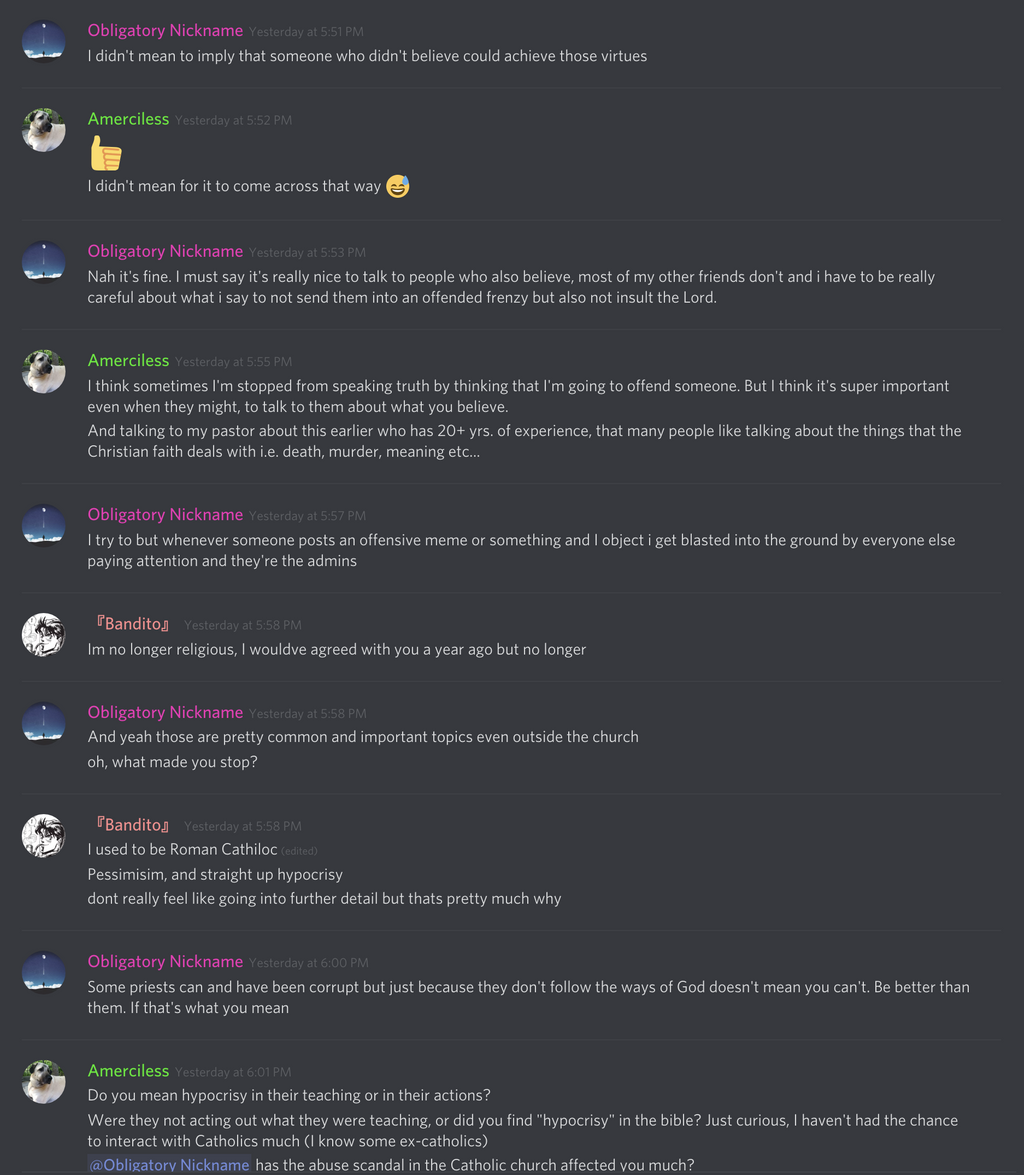 Obligatory Nickname Yesterday at 5:51 PM
I didn't mean to imply that someone who didn't believe could achieve those virtues
Amerciless Yesterday at 5:52 PM
I didn't mean for it to come across that way
Obligatory Nickname Yesterday at 5:53 PM
Nah it's fine. I must say it's really nice to talk to people who also believe, most of my other friends don't and i have to be really
careful about what i say to not send them into an offended frenzy but also not insult the Lord.
Amerciless Yesterday at 5:55 PM
I think sometimes I'm stopped from speaking truth by thinking that I'm going to offend someone. But I think it's super important
even when they might, to talk to them about what you believe.
And talking to my pastor about this earlier who has 20+ yrs. of experience, that many people like talking about the things that the
Christian faith deals with i.e. death, murder, meaning etc...
Obligatory Nickname Yesterday at 5:57 PM
I try to but whenever someone posts an offensive meme or something and I object i get blasted into the ground by everyone else
paying attention and they're the admins
『Bandito』 Yesterday at 5:58 PM
Im no longer religious, I wouldve agreed with you a year ago but no longer
Obligatory Nickname Yesterday at 5:58 PM
And yeah those are pretty common and important topics even outside the church
oh, what made you stop?
『Bandito』 Yesterday at 5:58 PM
I used to be Roman Cathiloc (edited)
Pessimisim, and straight up hypocrisy
dont really feel like going into further detail but thats pretty much why
Obligatory Nickname Yesterday at 6:00 PM
Some priests can and have been corrupt but just because they don't follow the ways of God doesn't mean you can't. Be better than
them. If that's what you mean
Amerciless Yesterday at 6:01 PM
Do you mean hypocrisy in their teaching or in their actions?
Were they not acting out what they were teaching, or did you find "hypocrisy" in the bible? Just curious, I haven't had the chance
to interact with Catholics much (I know some ex-catholics)
@Obligatory Nickname has the abuse scandal in the Catholic church affected you much?